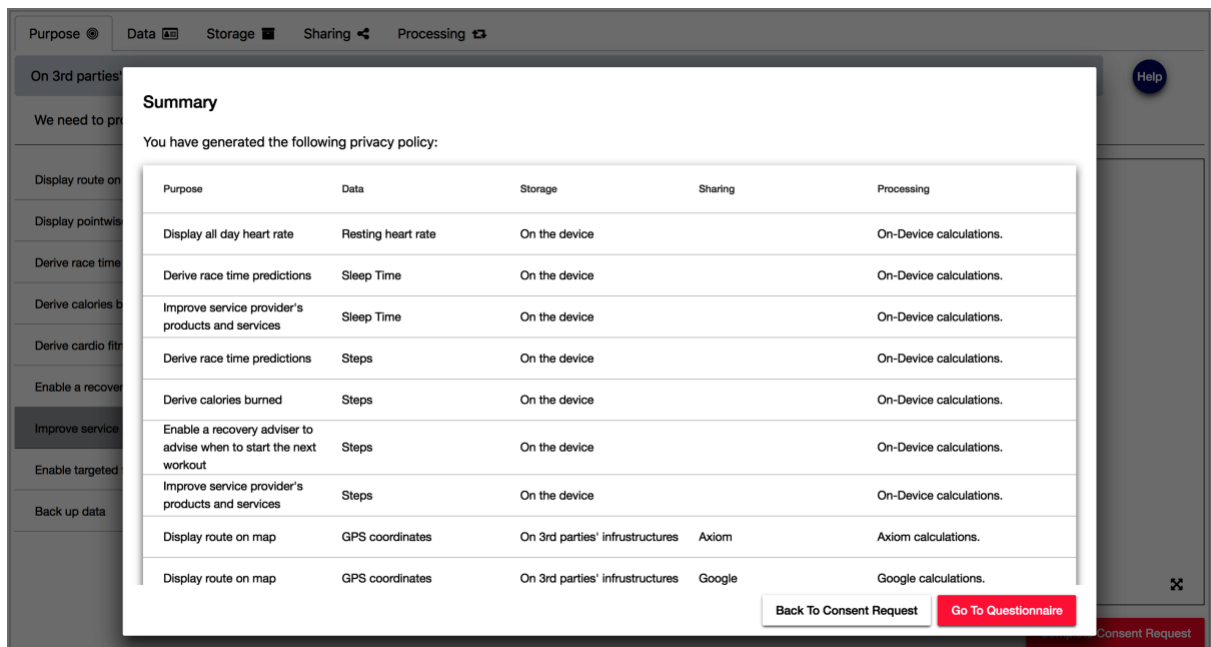 Purpose Data Storage Sharing Processing
On 3rd parties' Help
We need to
Summary
You have generated the following privacy policy:
Purpose Data Storage Sharing Processing
Display all day heart rate Resting heart rate On the device On-Device calculations.
Derive race time predictions Sleep Time On the device On-Device calculations.
Improve service provider's
products and services Sleep Time On the device On-Device calculations.
Derive race time predictions Steps On the device On-Device calculations.
Derive calories burned Steps On the device On-Device calculations.
Enable a recovery adviser to
advise when to start the next
workout Steps On the device On-Device calculations.
Improve service provider's
products and services Steps On the device On-Device calculations.
Display route on map GPS coordinates On 3rd parties' infrustructures Axiom Axiom calculations.
Display route on map GPS coordinates On 3rd parties' infrustructures Google Google calculations.
Back To Consent Request Go To Questionnaire
Display route on
Display
Derive race time
Derive calories
Derive cardio
Enable a
Improve service
Enable targeted
Back up data
Consent Request